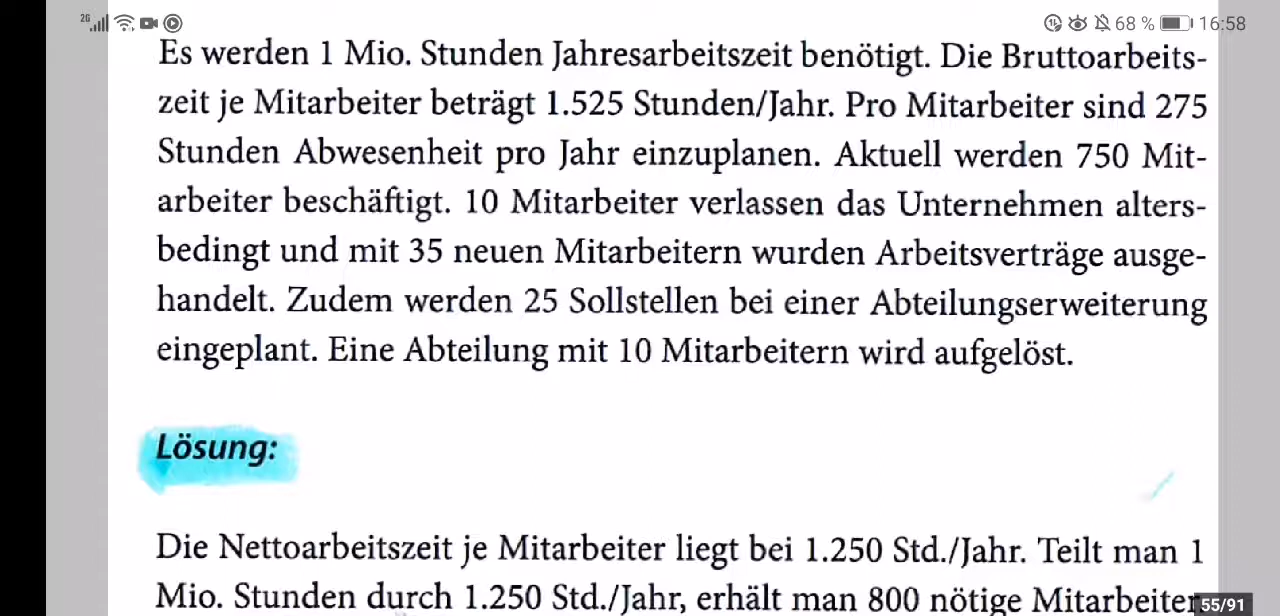 2G 68 % 16:58
Es werden 1 Mio. Stunden Jahresarbeitszeit benötigt. Die Bruttoarbeits-
zeit je Mitarbeiter beträgt 1.525 Stunden/Jahr. Pro Mitarbeiter sind 275
Stunden Abwesenheit pro Jahr einzuplanen. Aktuell werden 750 Mit-
arbeiter beschäftigt. 10 Mitarbeiter verlassen das Unternehmen alters-
bedingt und mit 35 neuen Mitarbeitern wurden Arbeitsverträge ausge-
handelt. Zudem werden 25 Sollstellen bei einer Abteilungserweiterung
eingeplant. Eine Abteilung mit 10 Mitarbeitern wird aufgelöst.
Lösung:
Die Nettoarbeitszeit je Mitarbeiter liegt bei 1.250 Std./Jahr. Teilt man 1
Mio. Stunden durch 1.250 Std./Jahr, erhält man 800 nötige Mitarbeiter
55/91